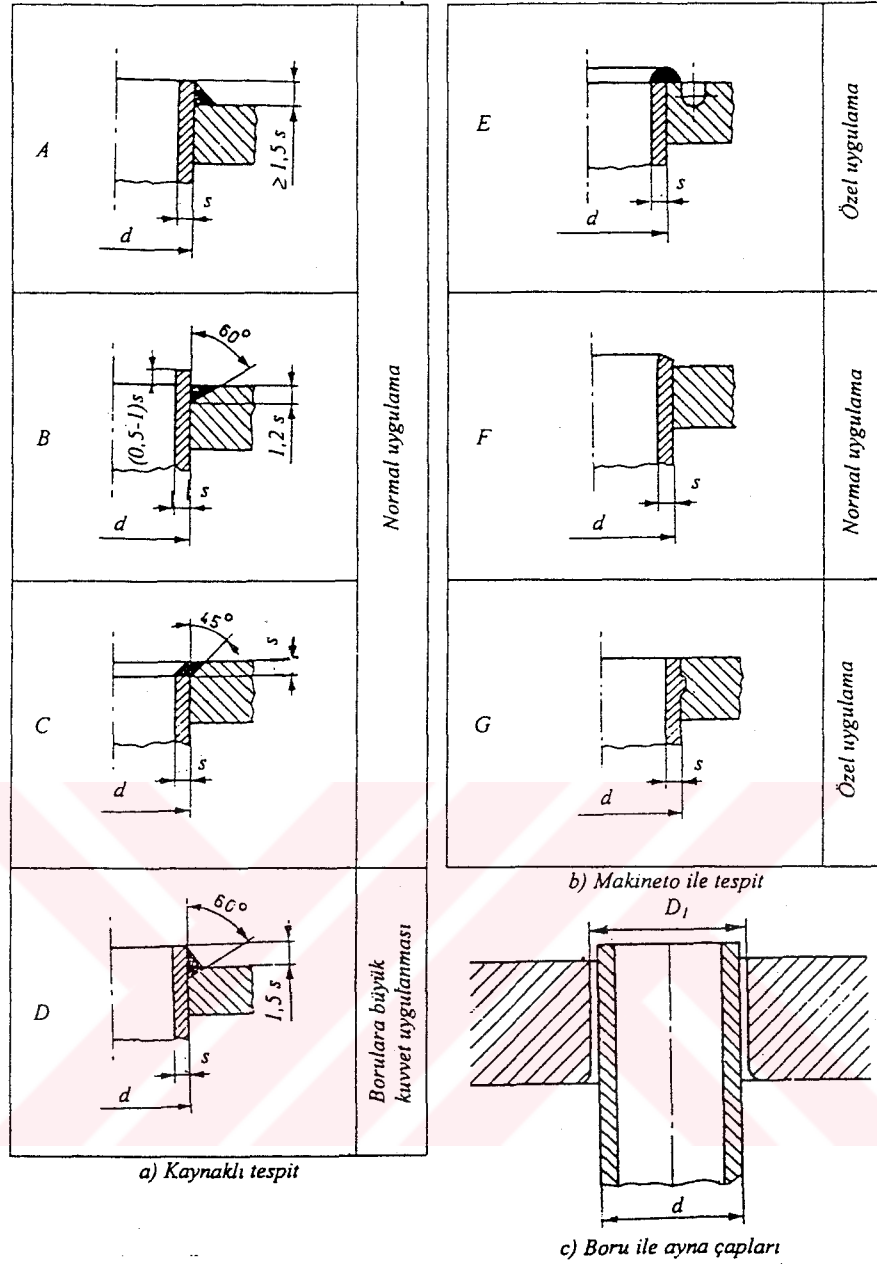 A
≥ 1,5 s
s
d
B
60°
(0,5-1)s
1,2 s
s
d
C
45°
s
s
d
D
60°
1,5 s
s
d
Normal uygulama
Borulara büyük
kuvvet uygulanması
a) Kaynaklı tespit
E
s
d
Özel uygulama
F
s
d
Normal uygulama
G
s
d
Özel uygulama
b) Makineto ile tespit
D1
d
c) Boru ile ayna çapları